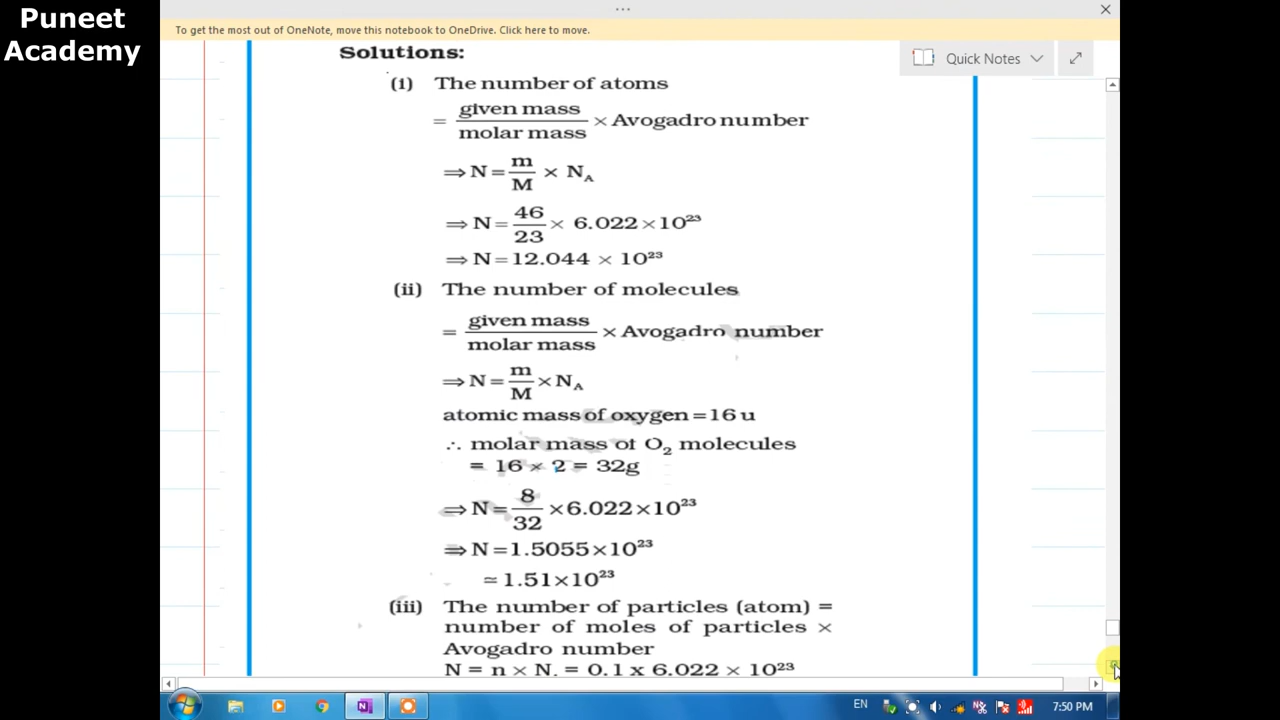 Puneet
Academy
...
To get the most out of OneNote, move this notebook to OneDrive. Click here to move.
Quick Notes
Solutions:
(i) The number of atoms
= given mass / molar mass × Avogadro number
⇒ N = m / M × N_A
⇒ N = 46 / 23 × 6.022 × 10²³
⇒ N = 12.044 × 10²³
(ii) The number of molecules
= given mass / molar mass × Avogadro number
⇒ N = m / M × N_A
atomic mass of oxygen = 16 u
∴ molar mass of O₂ molecules
= 16 × 2 = 32g
⇒ N = 8 / 32 × 6.022 × 10²³
⇒ N = 1.5055 × 10²³
≃ 1.51 × 10²³
(iii) The number of particles (atom) =
number of moles of particles ×
Avogadro number
N = n × N = 0.1 x 6.022 × 10²³
EN
7:50 PM